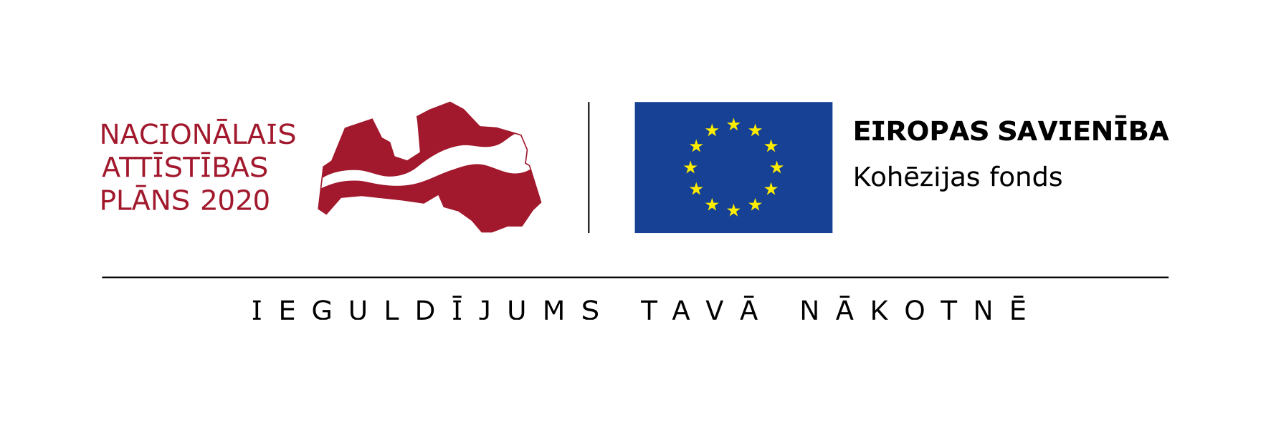 NACIONĀLAIS
ATTĪSTĪBAS
PLĀNS 2020
EIROPAS SAVIENĪBA
Kohēzijas fonds
IEGULDĪJUMS TAVĀ NĀKOTNĒ